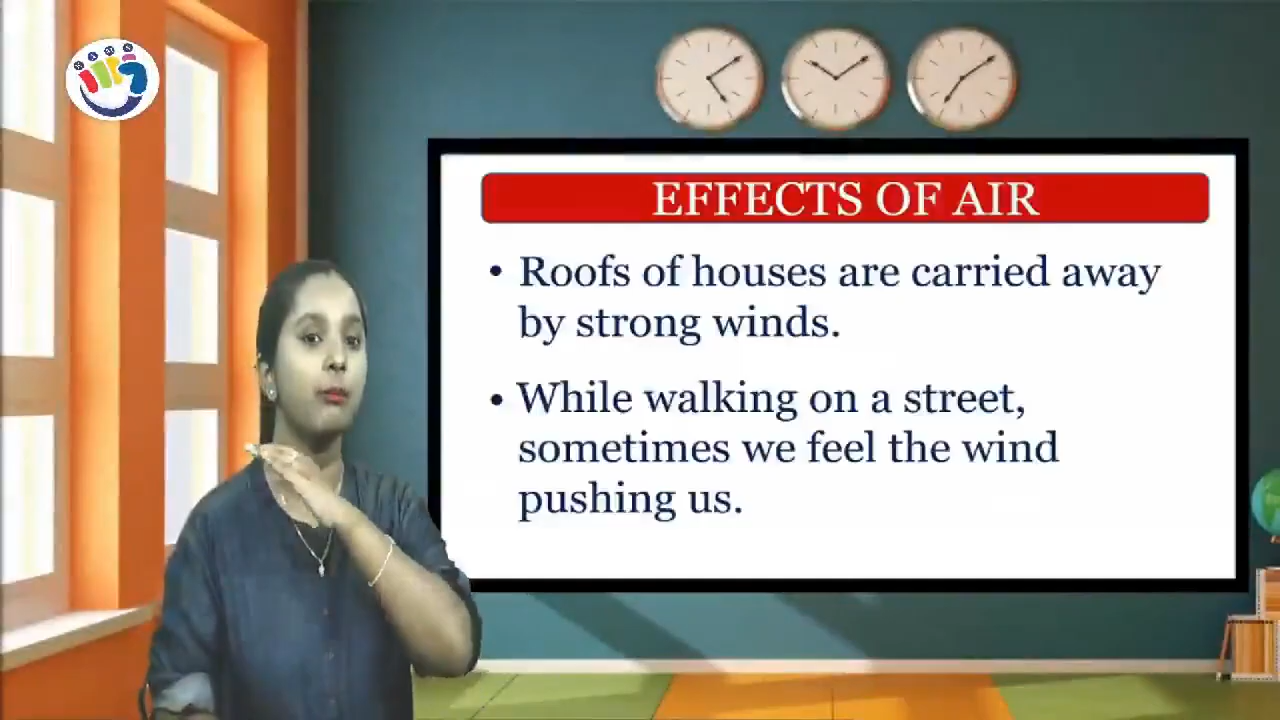 EFFECTS OF AIR
• Roofs of houses are carried away
by strong winds.
• While walking on a street,
sometimes we feel the wind
pushing us.